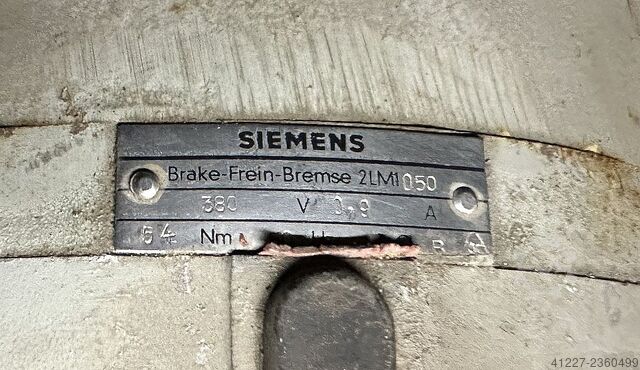 SIEMENS
Brake-Frein-Bremse 2LM1050
380 V 0,9 A
54 Nm
41227-2360499